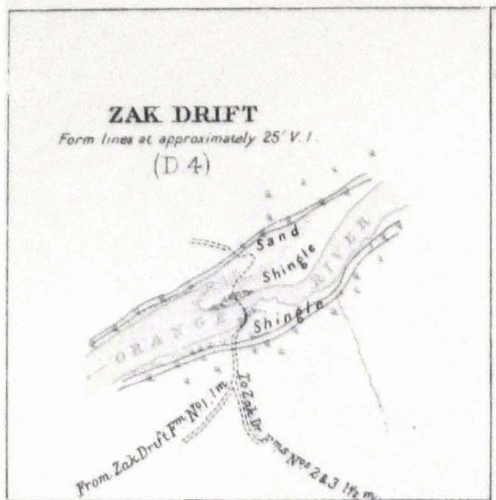 ZAK DRIFT
Form lines at approximately 25' V.I.
(D 4)
Sand
Shingle
ORANGE RIVER
Shingle
From Zak Drift Fm No 1. 1 m.
To Zak Dr. Fms Nos 2 & 3 1½ m.